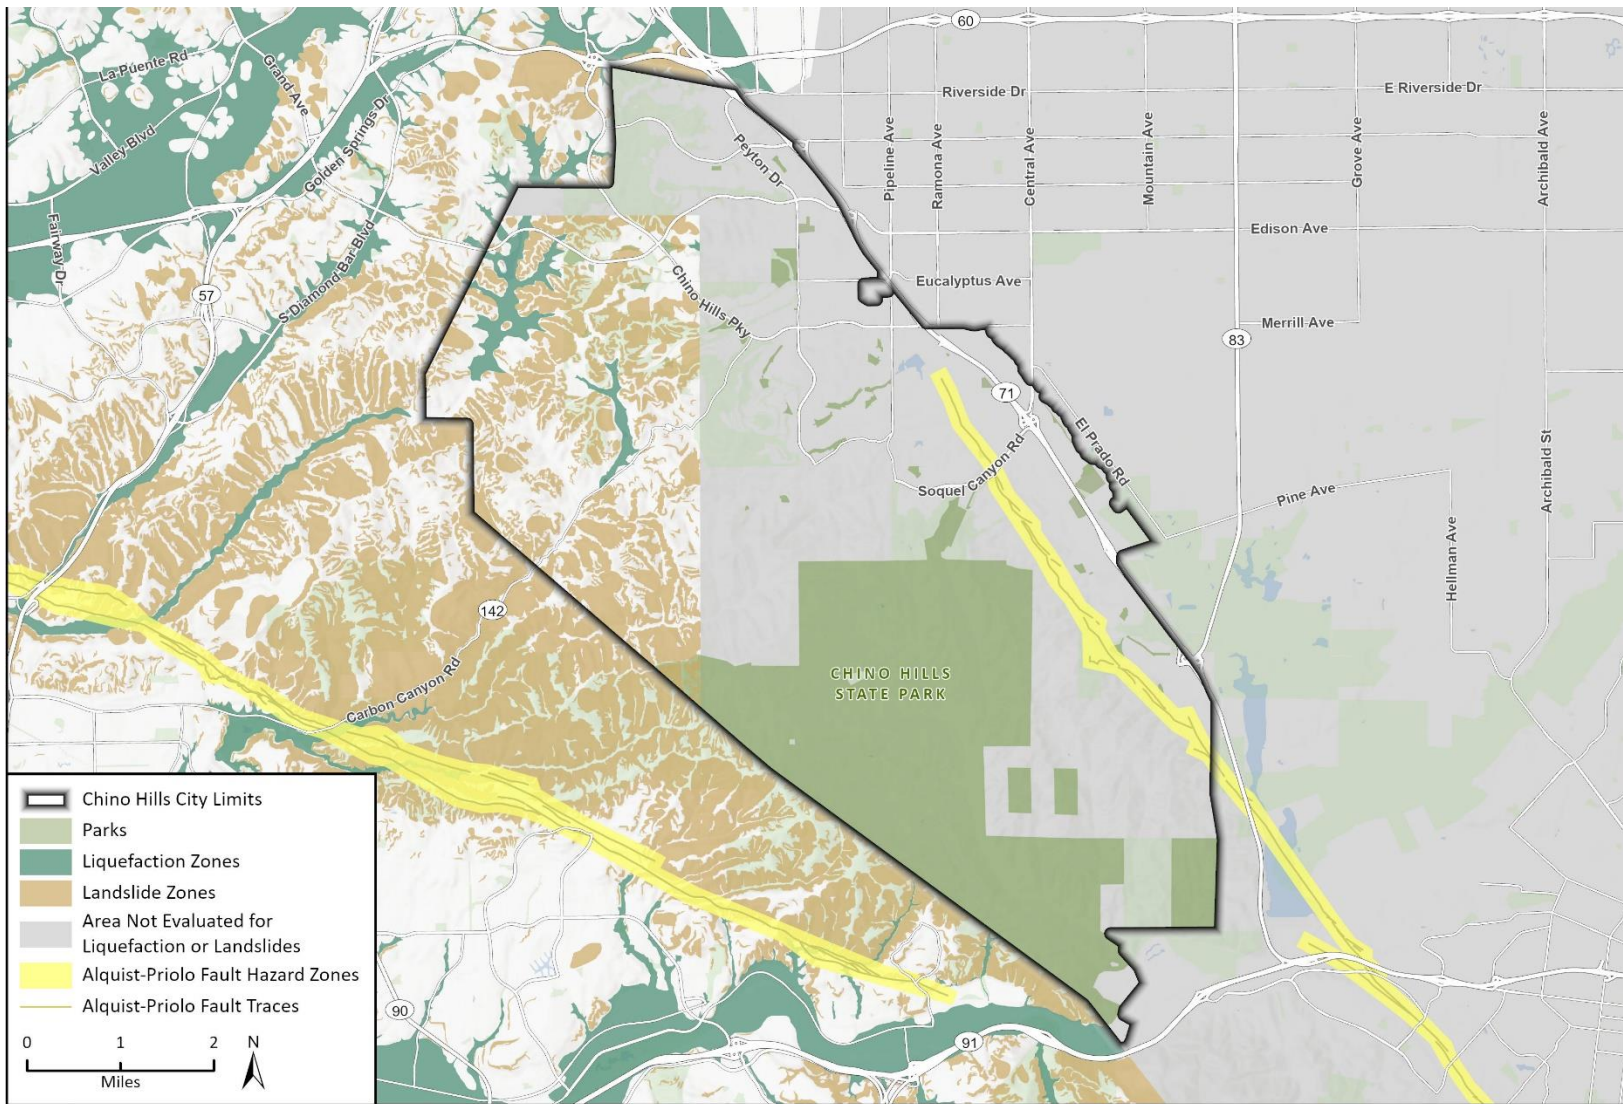 60
La Puente Rd
Grand Ave
Riverside Dr
E Riverside Dr
Valley Blvd
Golden Springs Dr
Peyton Dr
Pipeline Ave
Ramona Ave
Central Ave
Mountain Ave
Grove Ave
Archibald Ave
Fairway Dr
S Diamond Bar Blvd
57
Edison Ave
Chino Hills Pky
Eucalyptus Ave
Merrill Ave
83
71
El Prado Rd
Soquel Canyon Rd
Pine Ave
Archibald St
Hellman Ave
142
Carbon Canyon Rd
CHINO HILLS
STATE PARK
90
91
Chino Hills City Limits
Parks
Liquefaction Zones
Landslide Zones
Area Not Evaluated for
Liquefaction or Landslides
Alquist-Priolo Fault Hazard Zones
Alquist-Priolo Fault Traces
0 1 2 N
Miles